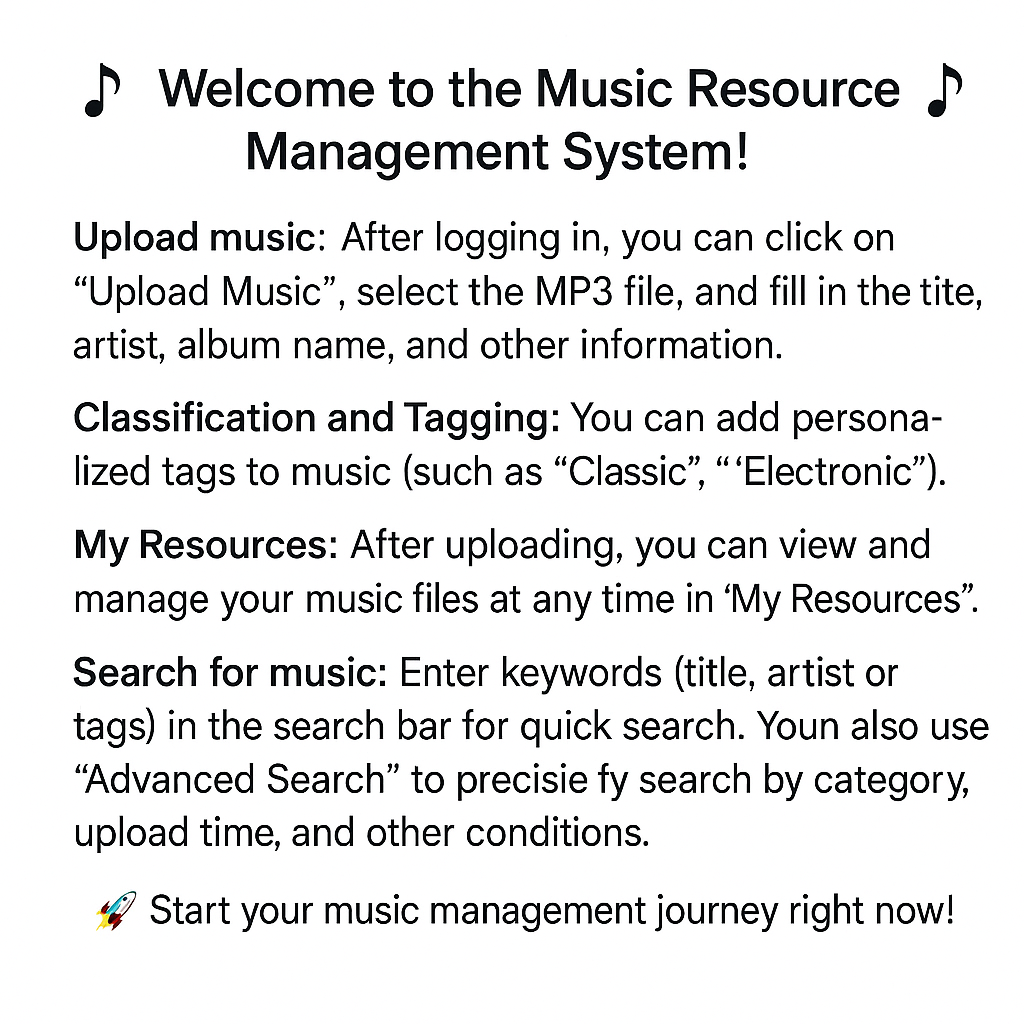 ♪ Welcome to the Music Resource ♪
Management System!
Upload music: After logging in, you can click on
“Upload Music”, select the MP3 file, and fill in the tite,
artist, album name, and other information.
Classification and Tagging: You can add persona-
lized tags to music (such as “Classic”, “ ‘Electronic”).
My Resources: After uploading, you can view and
manage your music files at any time in ‘My Resources”.
Search for music: Enter keywords (title, artist or
tags) in the search bar for quick search. Youn also use
“Advanced Search” to precisie fy search by category,
upload time, and other conditions.
🚀 Start your music management journey right now!